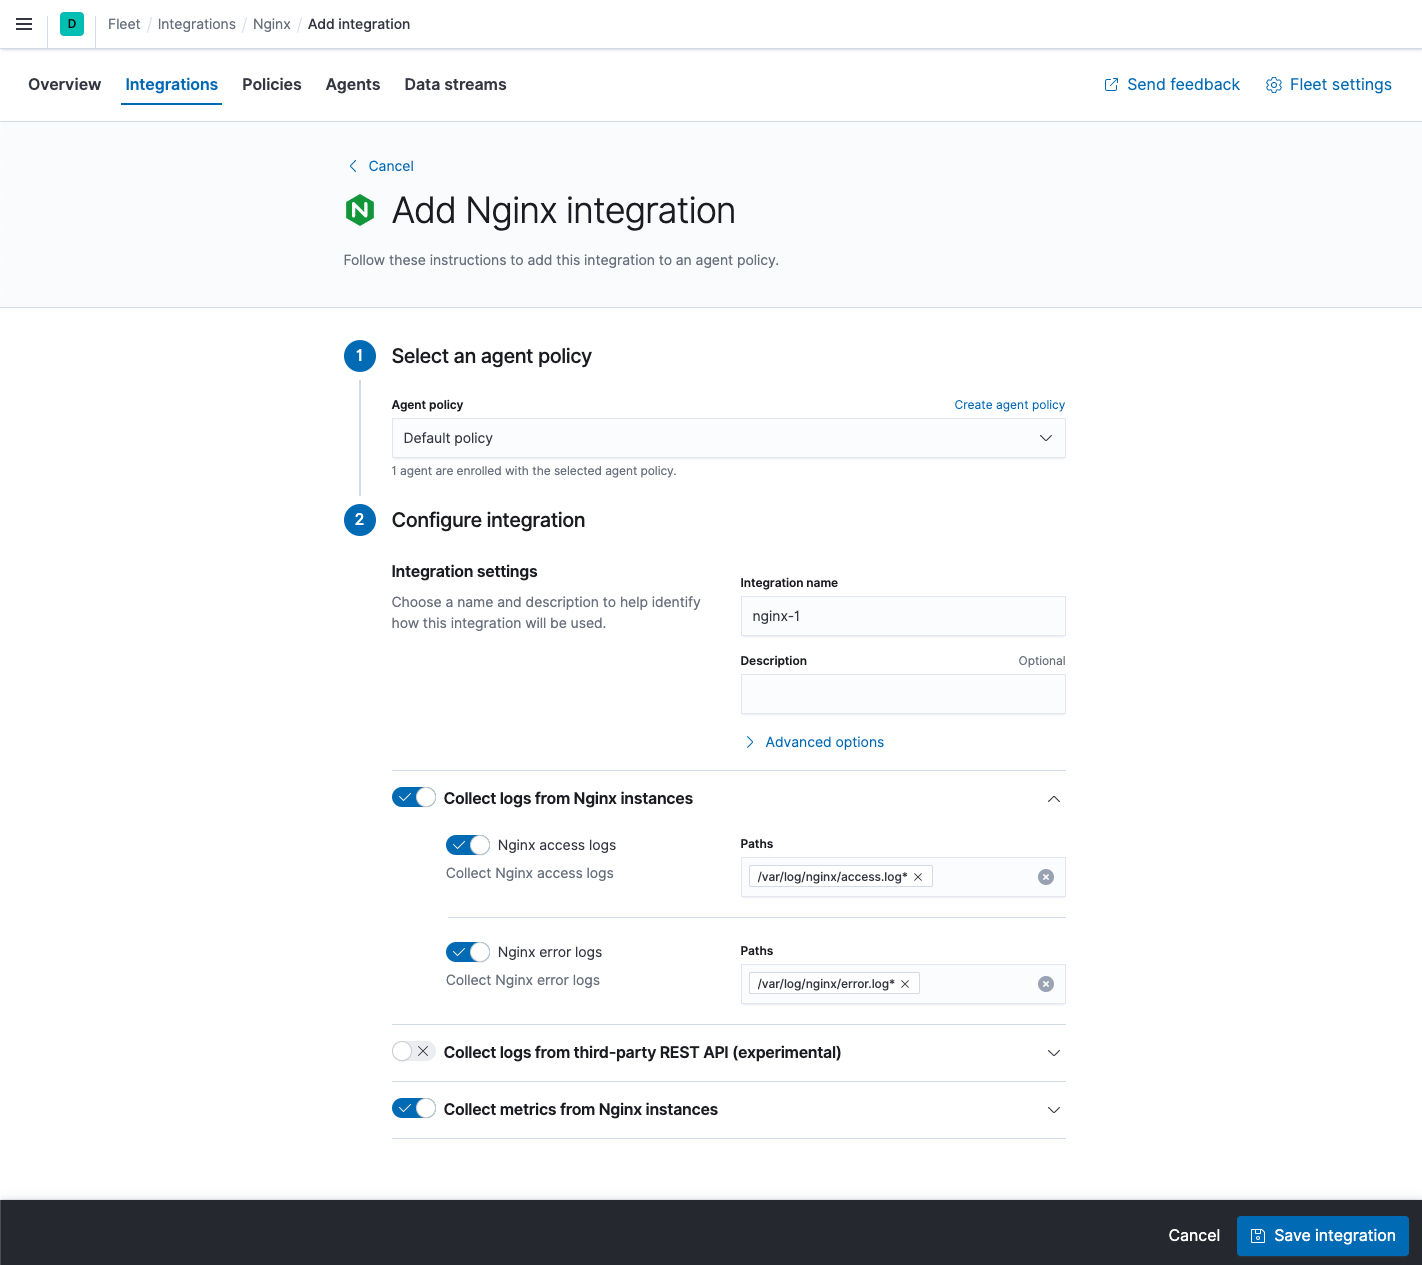 D Fleet / Integrations / Nginx / Add integration
Overview Integrations Policies Agents Data streams Send feedback Fleet settings
Cancel
Add Nginx integration
Follow these instructions to add this integration to an agent policy.
1 Select an agent policy
Agent policy Create agent policy
Default policy
1 agent are enrolled with the selected agent policy.
2 Configure integration
Integration settings
Choose a name and description to help identify
how this integration will be used.
Integration name
nginx-1
Description Optional
Advanced options
Collect logs from Nginx instances
Nginx access logs
Collect Nginx access logs
Paths
/var/log/nginx/access.log*
Nginx error logs
Collect Nginx error logs
Paths
/var/log/nginx/error.log*
Collect logs from third-party REST API (experimental)
Collect metrics from Nginx instances
Cancel Save integration